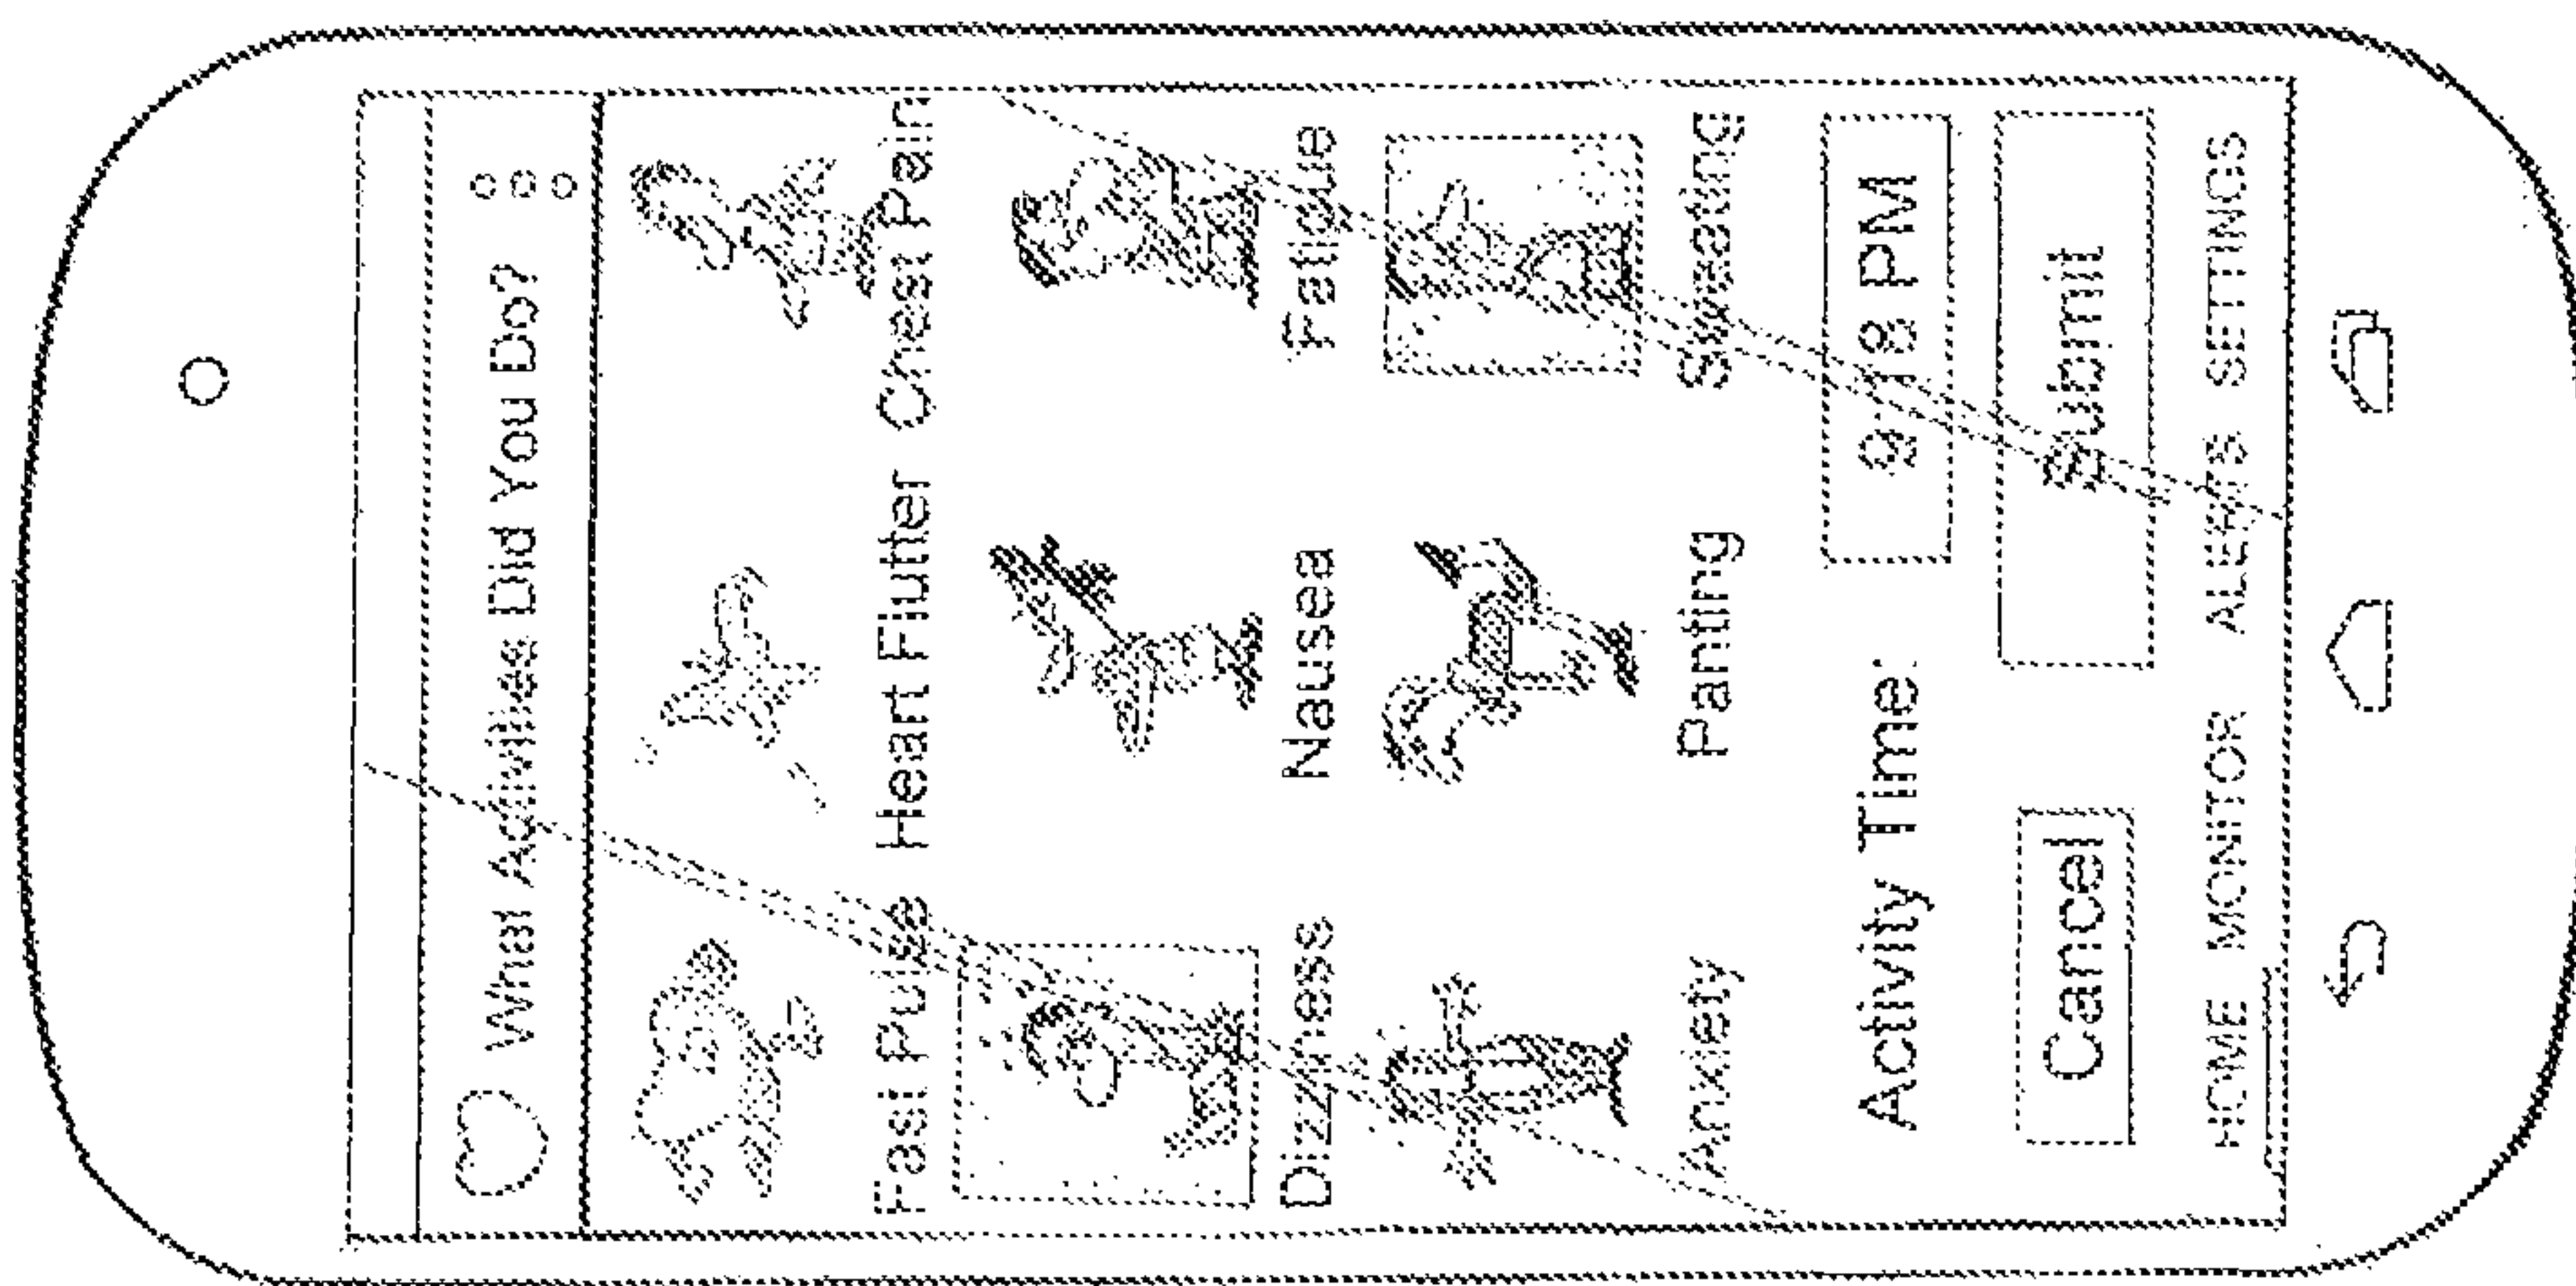 What Activities Did You Do?
Fast Pulse Heart Flutter Chest Pain
Dizziness Nausea Fatigue
Anxiety Panting Sweating
Activity Time: 9:18 PM
Cancel Submit
HOME MONITOR ALERTS SETTINGS